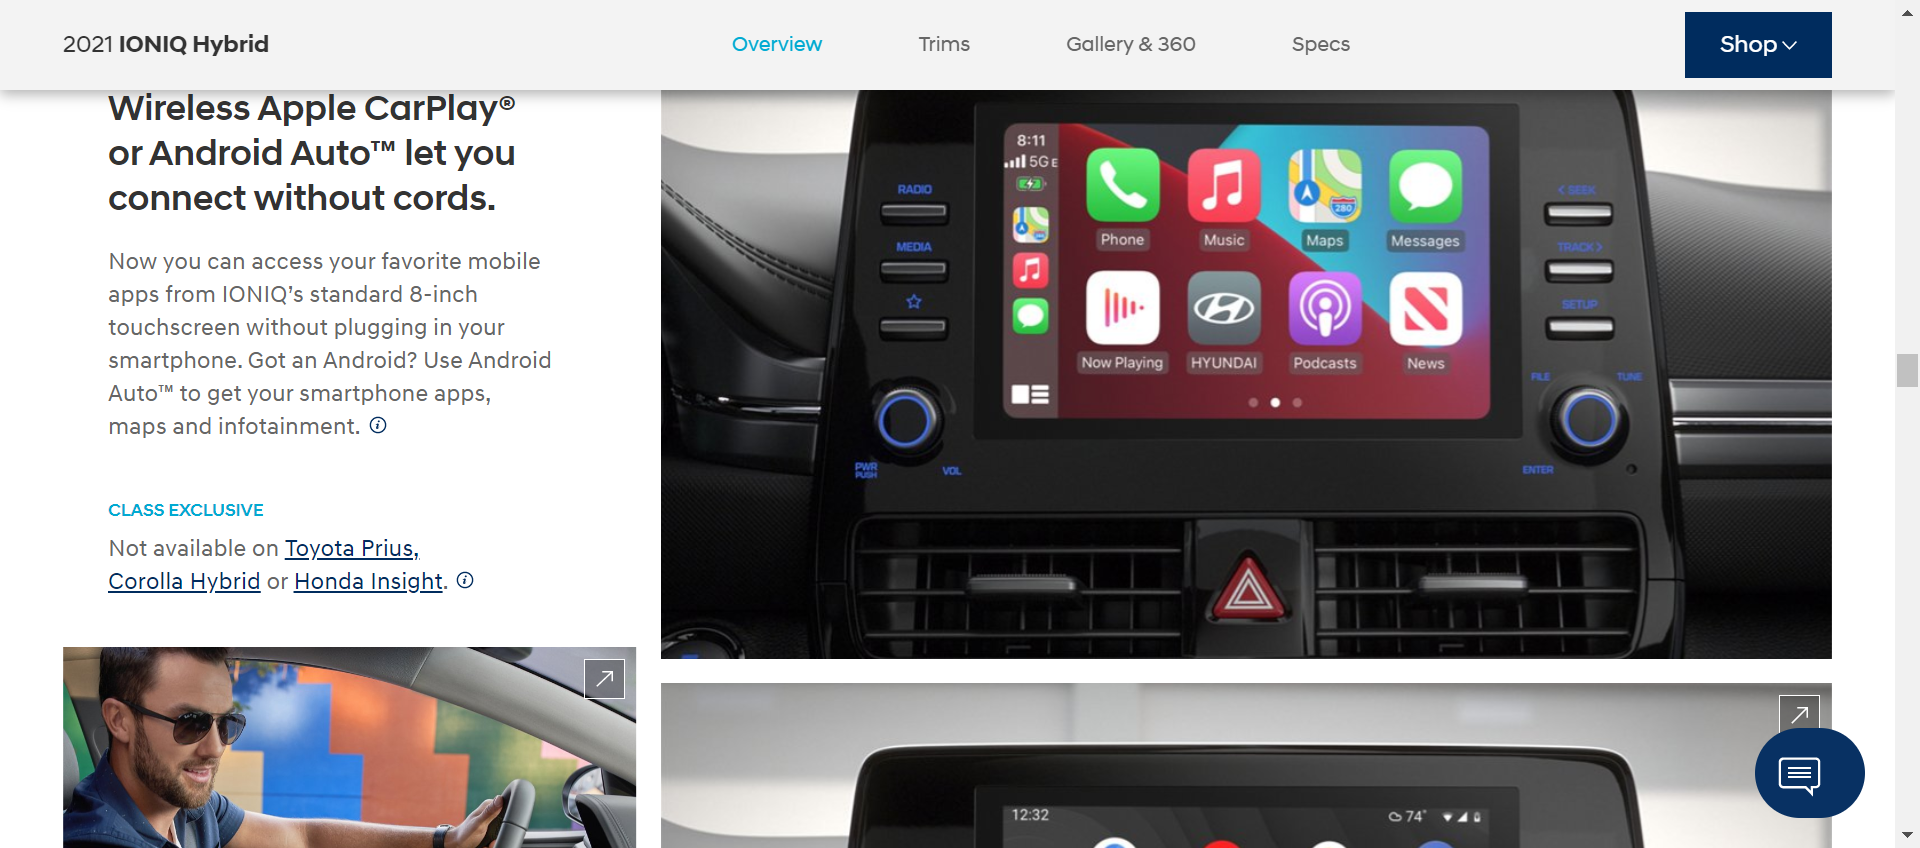 2021 IONIQ Hybrid
Overview
Trims
Gallery & 360
Specs
Shop
Wireless Apple CarPlay®
or Android Auto™ let you
connect without cords.
Now you can access your favorite mobile
apps from IONIQ’s standard 8-inch
touchscreen without plugging in your
smartphone. Got an Android? Use Android
Auto™ to get your smartphone apps,
maps and infotainment.
CLASS EXCLUSIVE
Not available on Toyota Prius,
Corolla Hybrid or Honda Insight.
RADIO
MEDIA
PWR
PUSH
VOL
8:11
5G E
Phone
Music
280
Maps
Messages
Now Playing
HYUNDAI
Podcasts
News
< SEEK
TRACK >
SETUP
FILE
TUNE
ENTER
12:32
74°